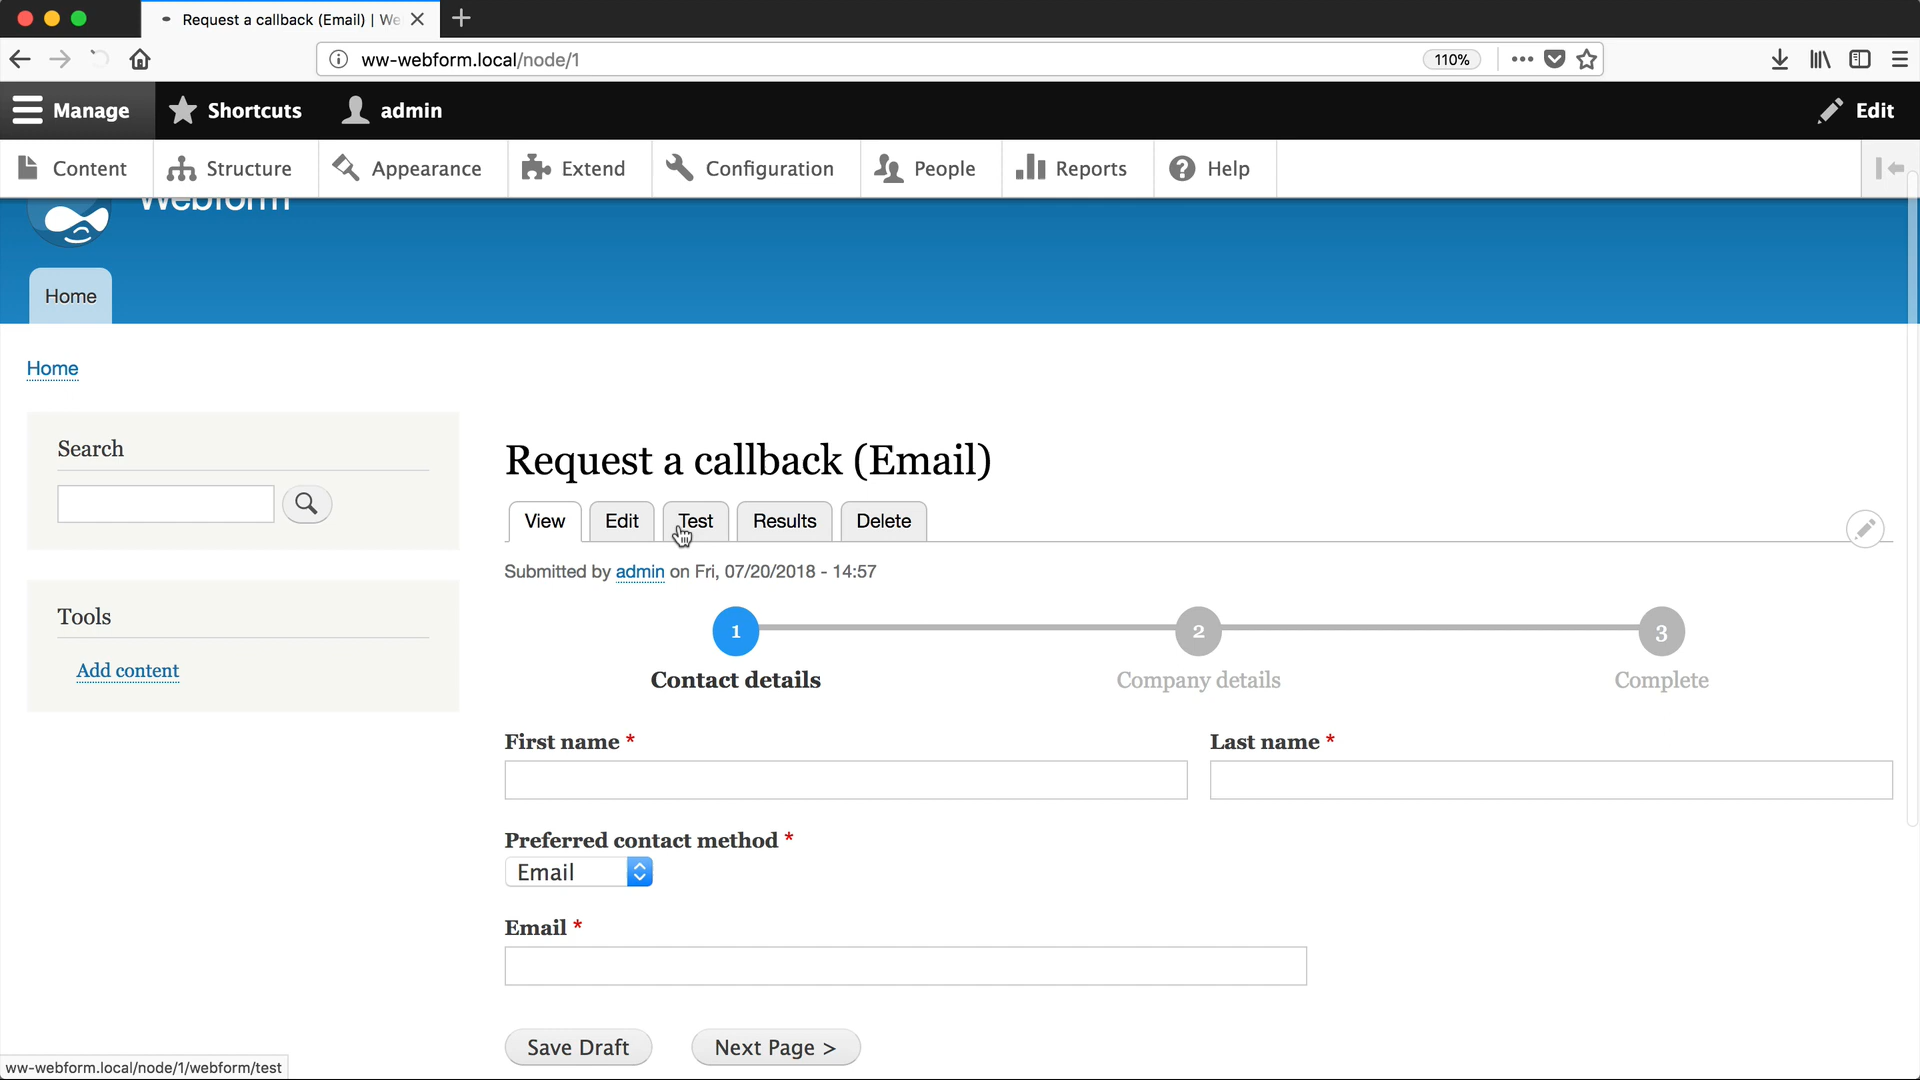 Request a callback (Email) | We
ww-webform.local/node/1
110%
Manage
Shortcuts
admin
Edit
Content
Structure
Appearance
Extend
Configuration
People
Reports
Help
Webform
Home
Home
Search
Request a callback (Email)
View
Edit
Test
Results
Delete
Submitted by admin on Fri, 07/20/2018 - 14:57
Tools
Add content
1
2
3
Contact details
Company details
Complete
First name *
Last name *
Preferred contact method *
Email
Email *
Save Draft
Next Page >
ww-webform.local/node/1/webform/test